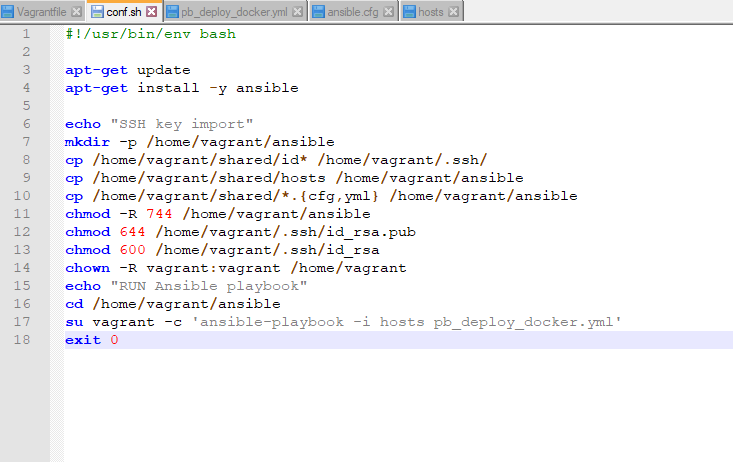 Vagrantfile conf.sh pb_deploy_docker.yml ansible.cfg hosts
1 #!/usr/bin/env bash
2
3 apt-get update
4 apt-get install -y ansible
5
6 echo "SSH key import"
7 mkdir -p /home/vagrant/ansible
8 cp /home/vagrant/shared/id* /home/vagrant/.ssh/
9 cp /home/vagrant/shared/hosts /home/vagrant/ansible
10 cp /home/vagrant/shared/*.{cfg,yml} /home/vagrant/ansible
11 chmod -R 744 /home/vagrant/ansible
12 chmod 644 /home/vagrant/.ssh/id_rsa.pub
13 chmod 600 /home/vagrant/.ssh/id_rsa
14 chown -R vagrant:vagrant /home/vagrant
15 echo "RUN Ansible playbook"
16 cd /home/vagrant/ansible
17 su vagrant -c 'ansible-playbook -i hosts pb_deploy_docker.yml'
18 exit 0